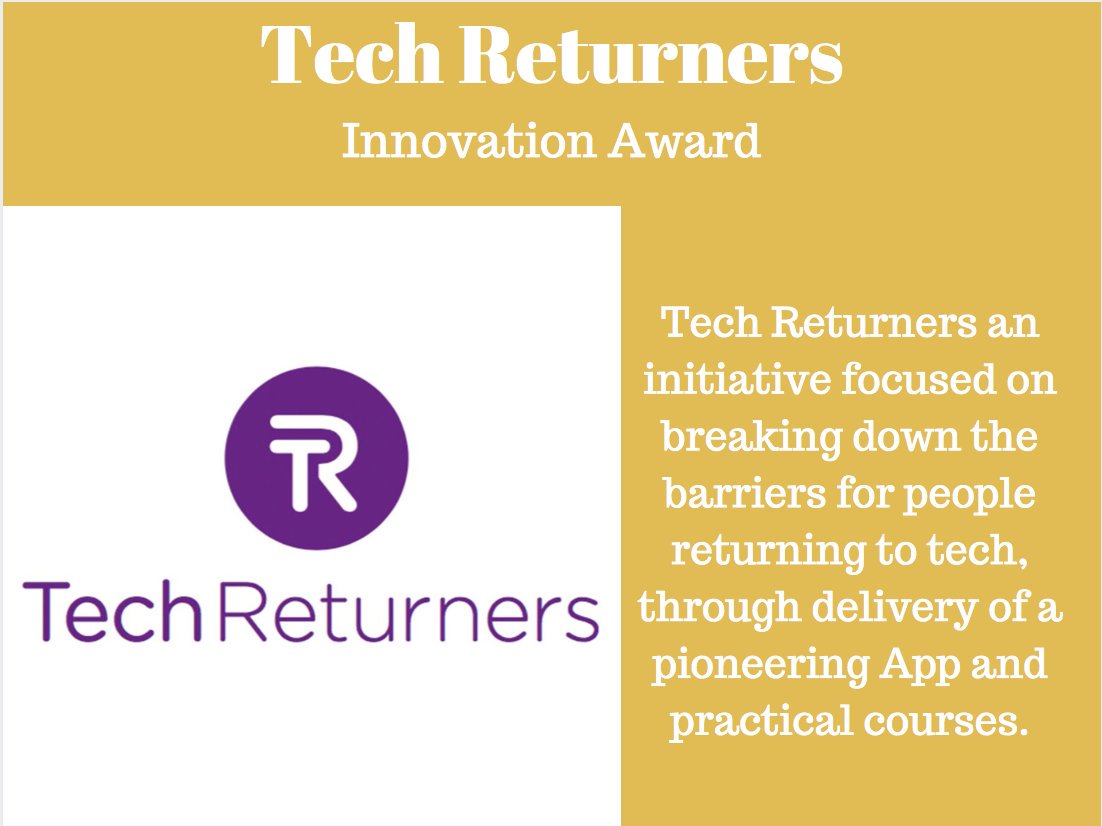 Tech Returners
Innovation Award
TR
Tech Returners
Tech Returners an
initiative focused on
breaking down the
barriers for people
returning to tech,
through delivery of a
pioneering App and
practical courses.